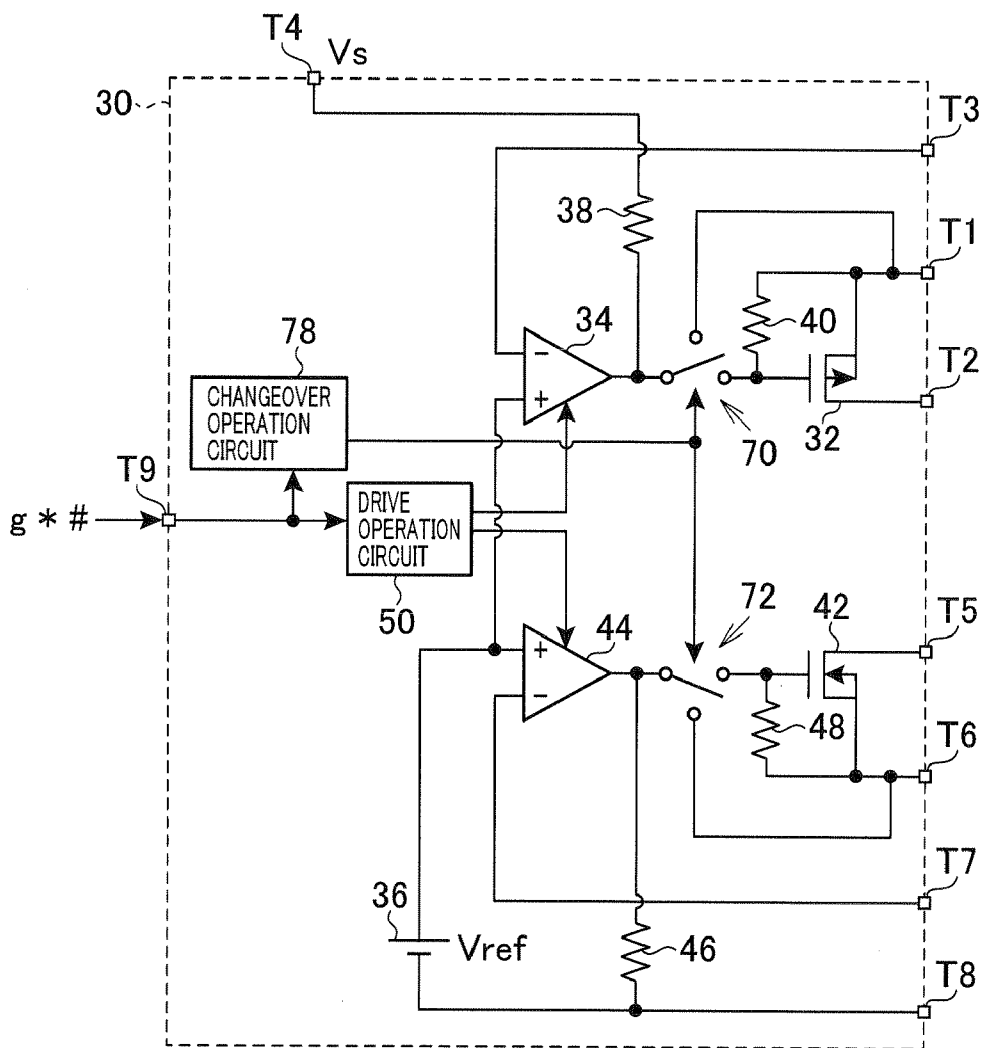 T4
Vs
30
T3
38
T1
40
34
78
CHANGEOVER
OPERATION
CIRCUIT
T2
32
70
T9
g * #
DRIVE
OPERATION
CIRCUIT
50
72
42
T5
44
48
T6
T7
36
Vref
46
T8
+
−
+
−